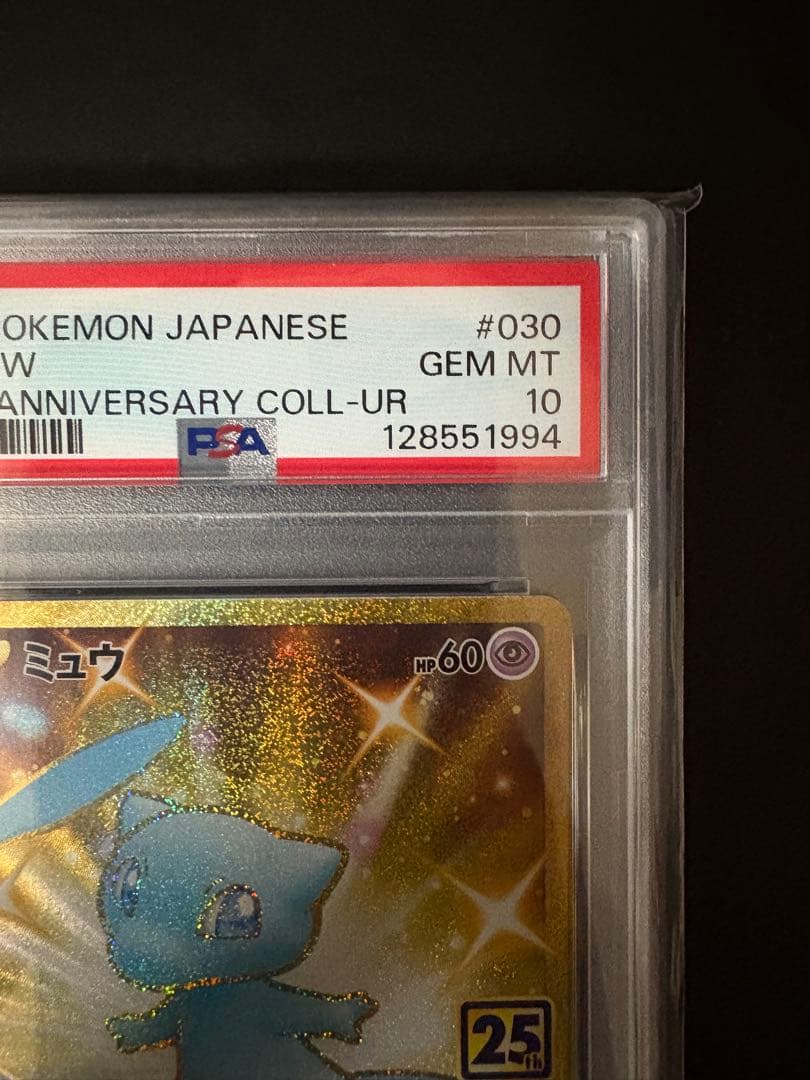 OKEMON JAPANESE #030
W GEM MT
ANNIVERSARY COLL-UR 10
PSA 128551994
ミュウ HP60
25th